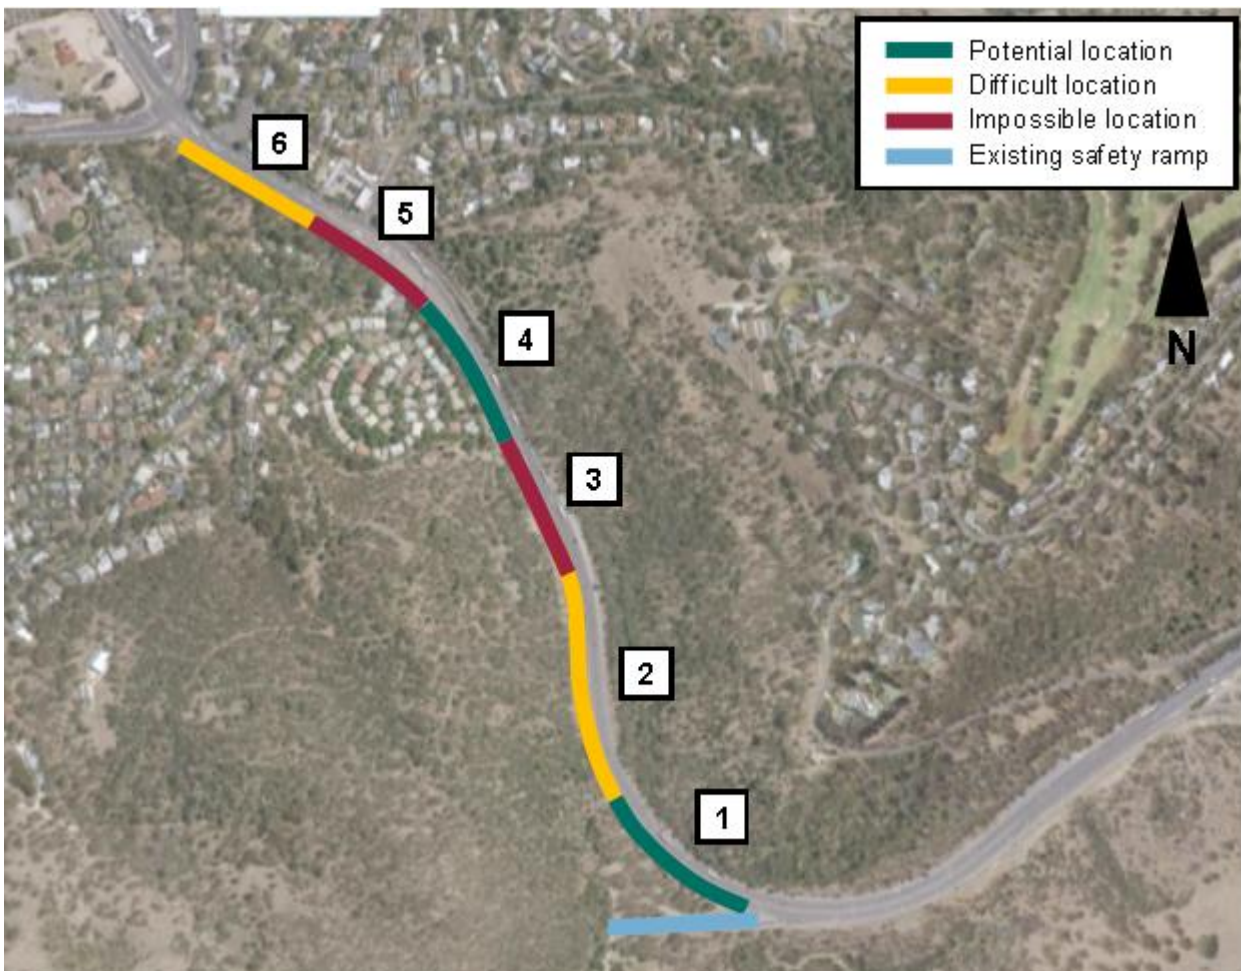 Potential location
Difficult location
Impossible location
Existing safety ramp
6
5
4
N
3
2
1